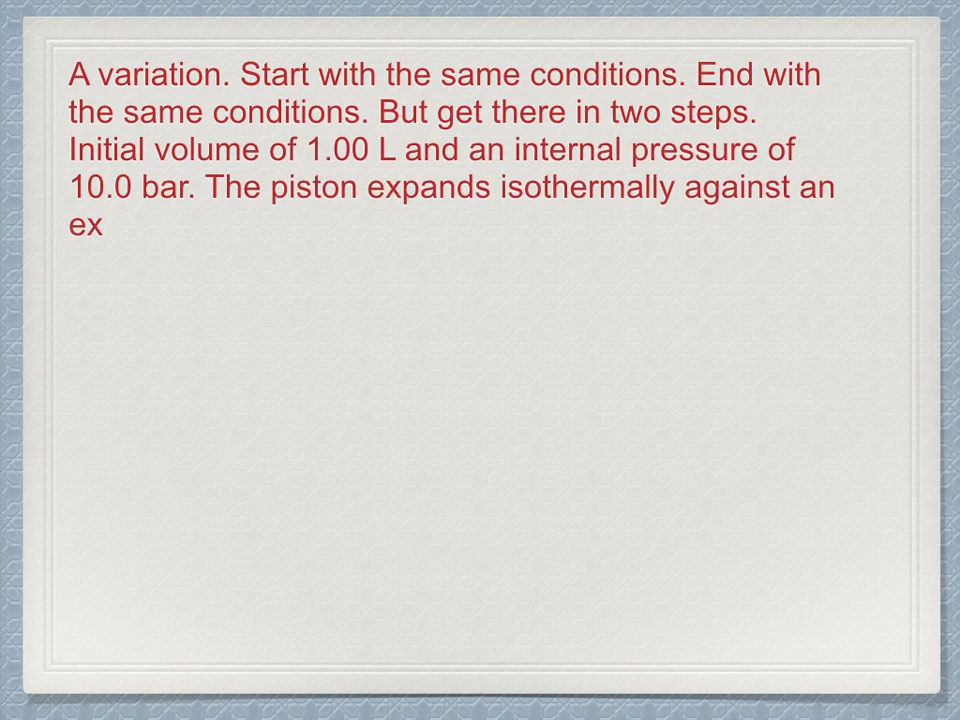 A variation. Start with the same conditions. End with
the same conditions. But get there in two steps.
Initial volume of 1.00 L and an internal pressure of
10.0 bar. The piston expands isothermally against an
ex